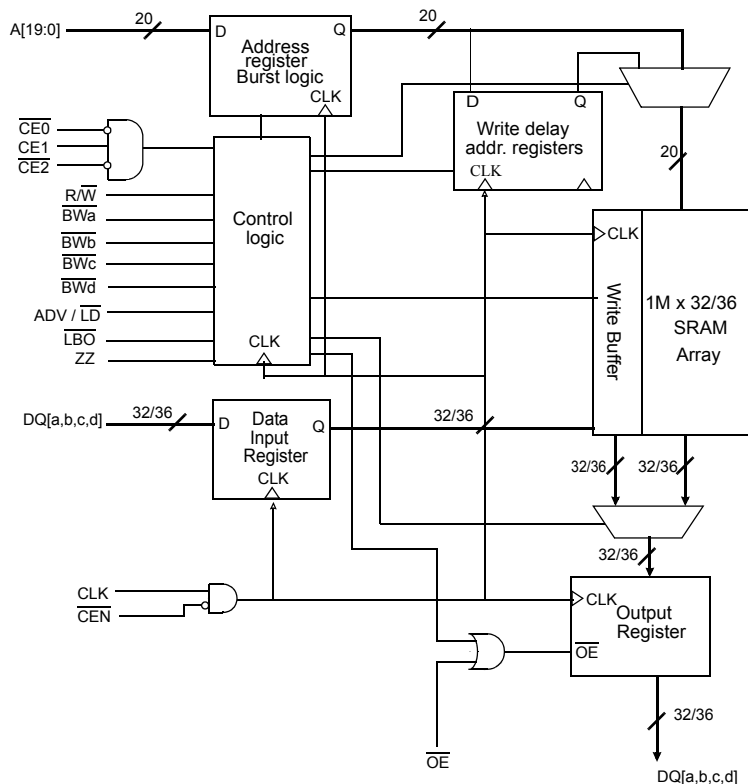 A[19:0]
20
D
Q
20
Address
register
Burst logic
CLK
D
Q
Write delay
addr. registers
CLK
20
CE0
CE1
CE2
R/W
BWa
BWb
BWc
BWd
ADV / LD
LBO
ZZ
Control
logic
CLK
CLK
Write Buffer
1M x 32/36
SRAM
Array
DQ[a,b,c,d]
32/36
D
Q
Data
Input
Register
CLK
32/36
32/36
32/36
32/36
CLK
CEN
CLK
Output
Register
OE
OE
32/36
DQ[a,b,c,d]